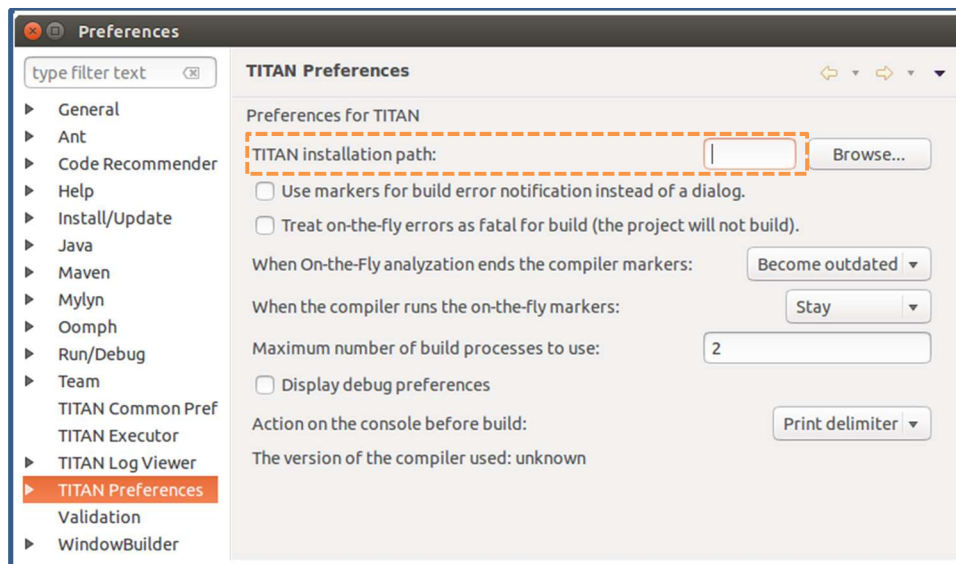 Preferences
type filter text
General
Ant
Code Recommender
Help
Install/Update
Java
Maven
Mylyn
Oomph
Run/Debug
Team
TITAN Common Pref
TITAN Executor
TITAN Log Viewer
TITAN Preferences
Validation
WindowBuilder
TITAN Preferences
Preferences for TITAN
TITAN installation path: Browse...
Use markers for build error notification instead of a dialog.
Treat on-the-fly errors as fatal for build (the project will not build).
When On-the-Fly analyzation ends the compiler markers: Become outdated
When the compiler runs the on-the-fly markers: Stay
Maximum number of build processes to use: 2
Display debug preferences
Action on the console before build: Print delimiter
The version of the compiler used: unknown